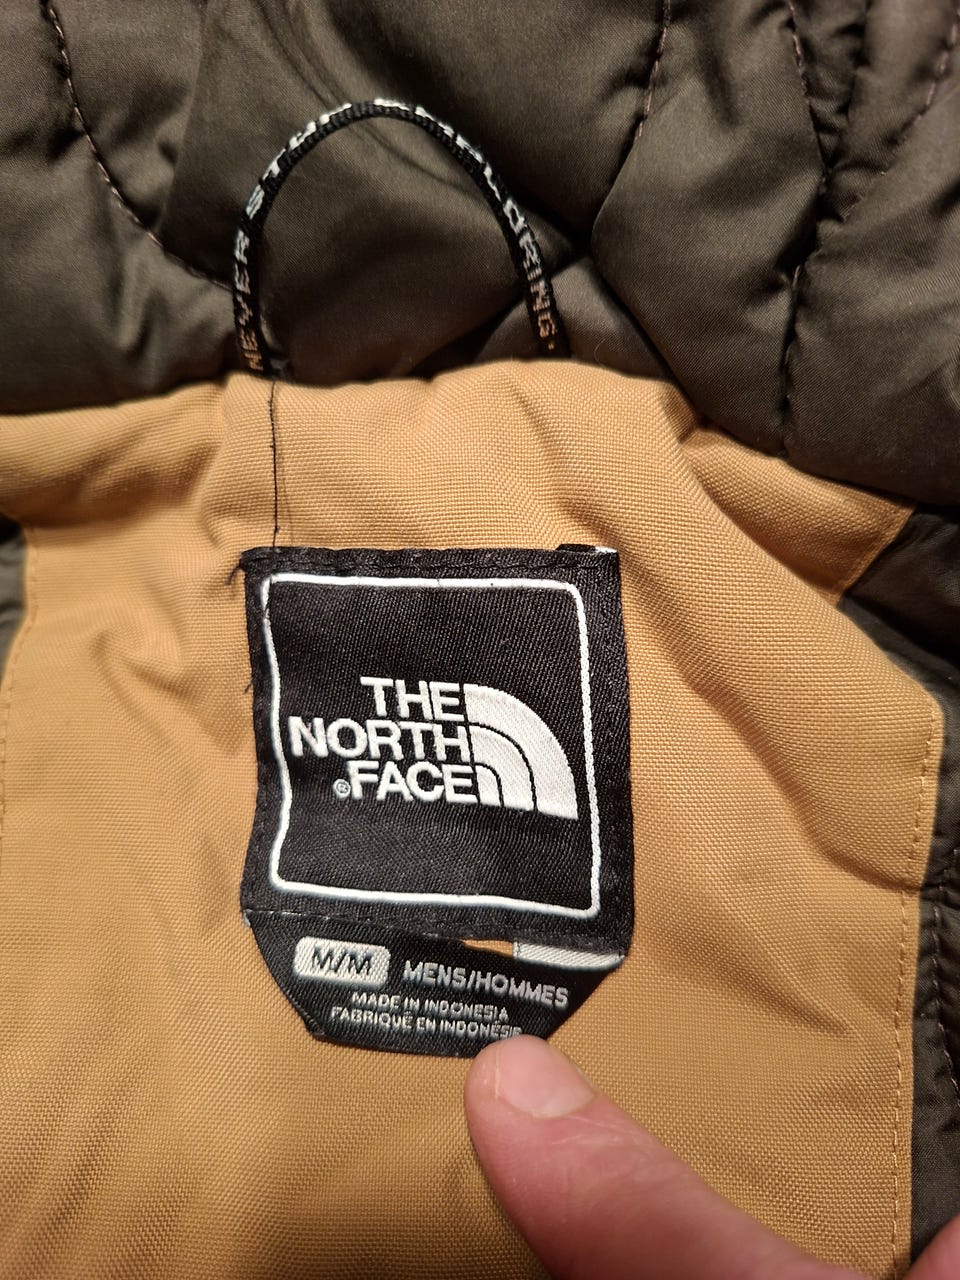 NEVER STOP EXPLORING·
THE
NORTH
®FACE
M/M MENS/HOMMES
MADE IN INDONESIA
FABRIQUÉ EN INDONÉSIE